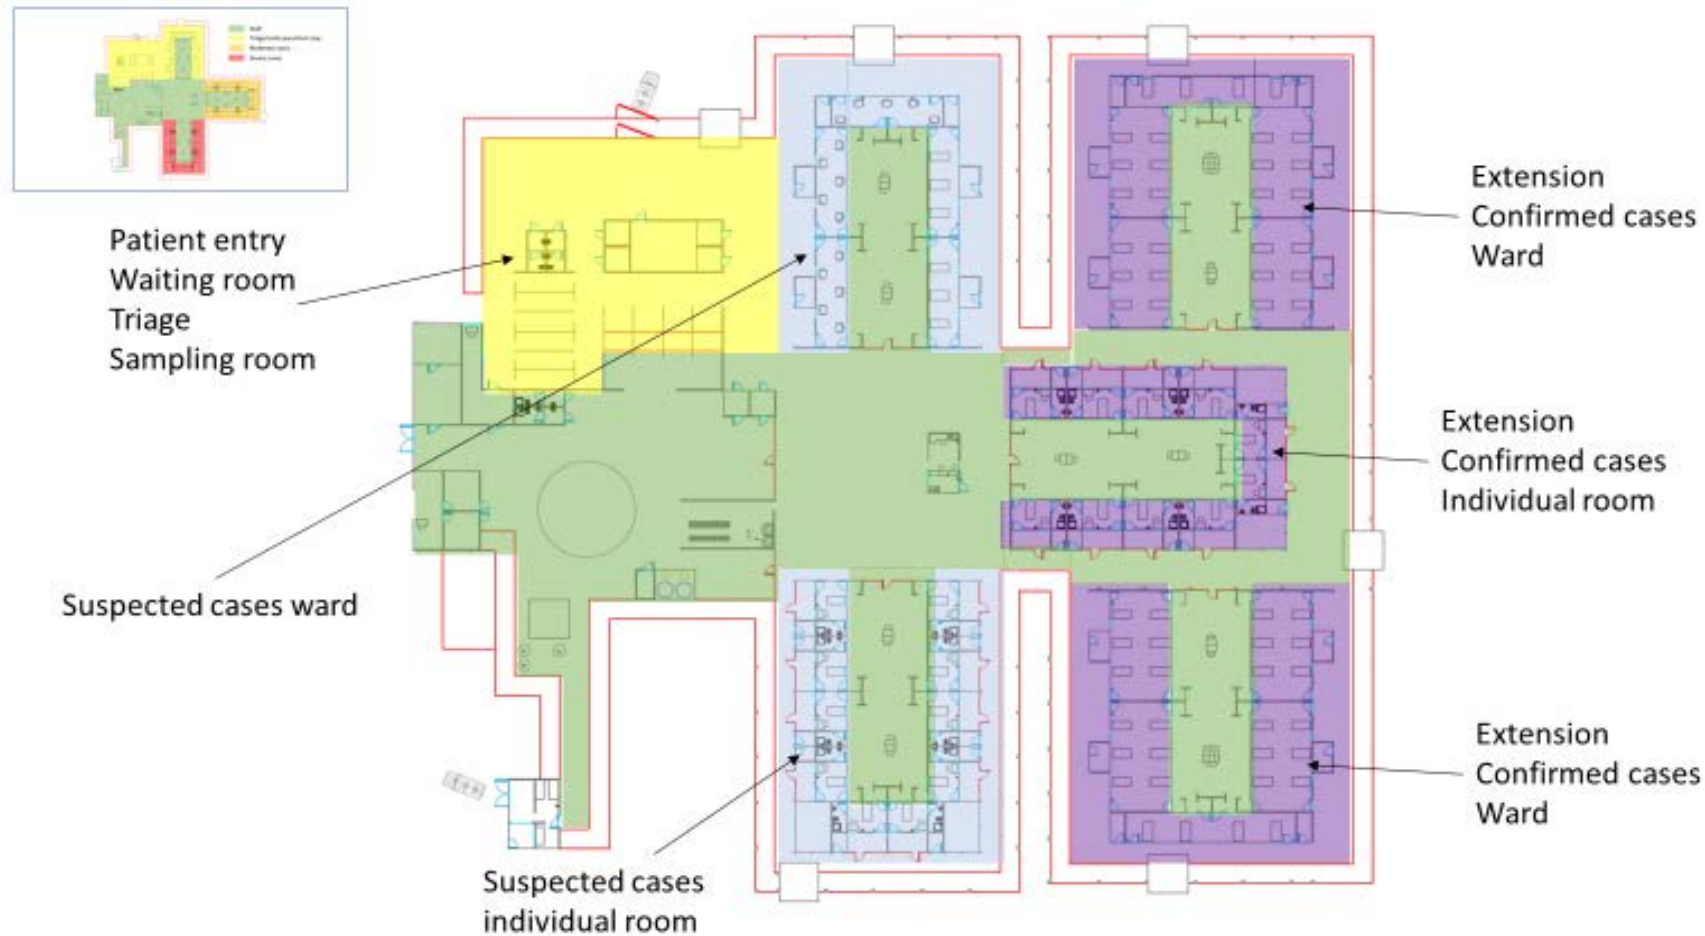 Patient entry
Waiting room
Triage
Sampling room
Extension
Confirmed cases
Ward
Extension
Confirmed cases
Individual room
Suspected cases ward
Extension
Confirmed cases
Ward
Suspected cases
individual room